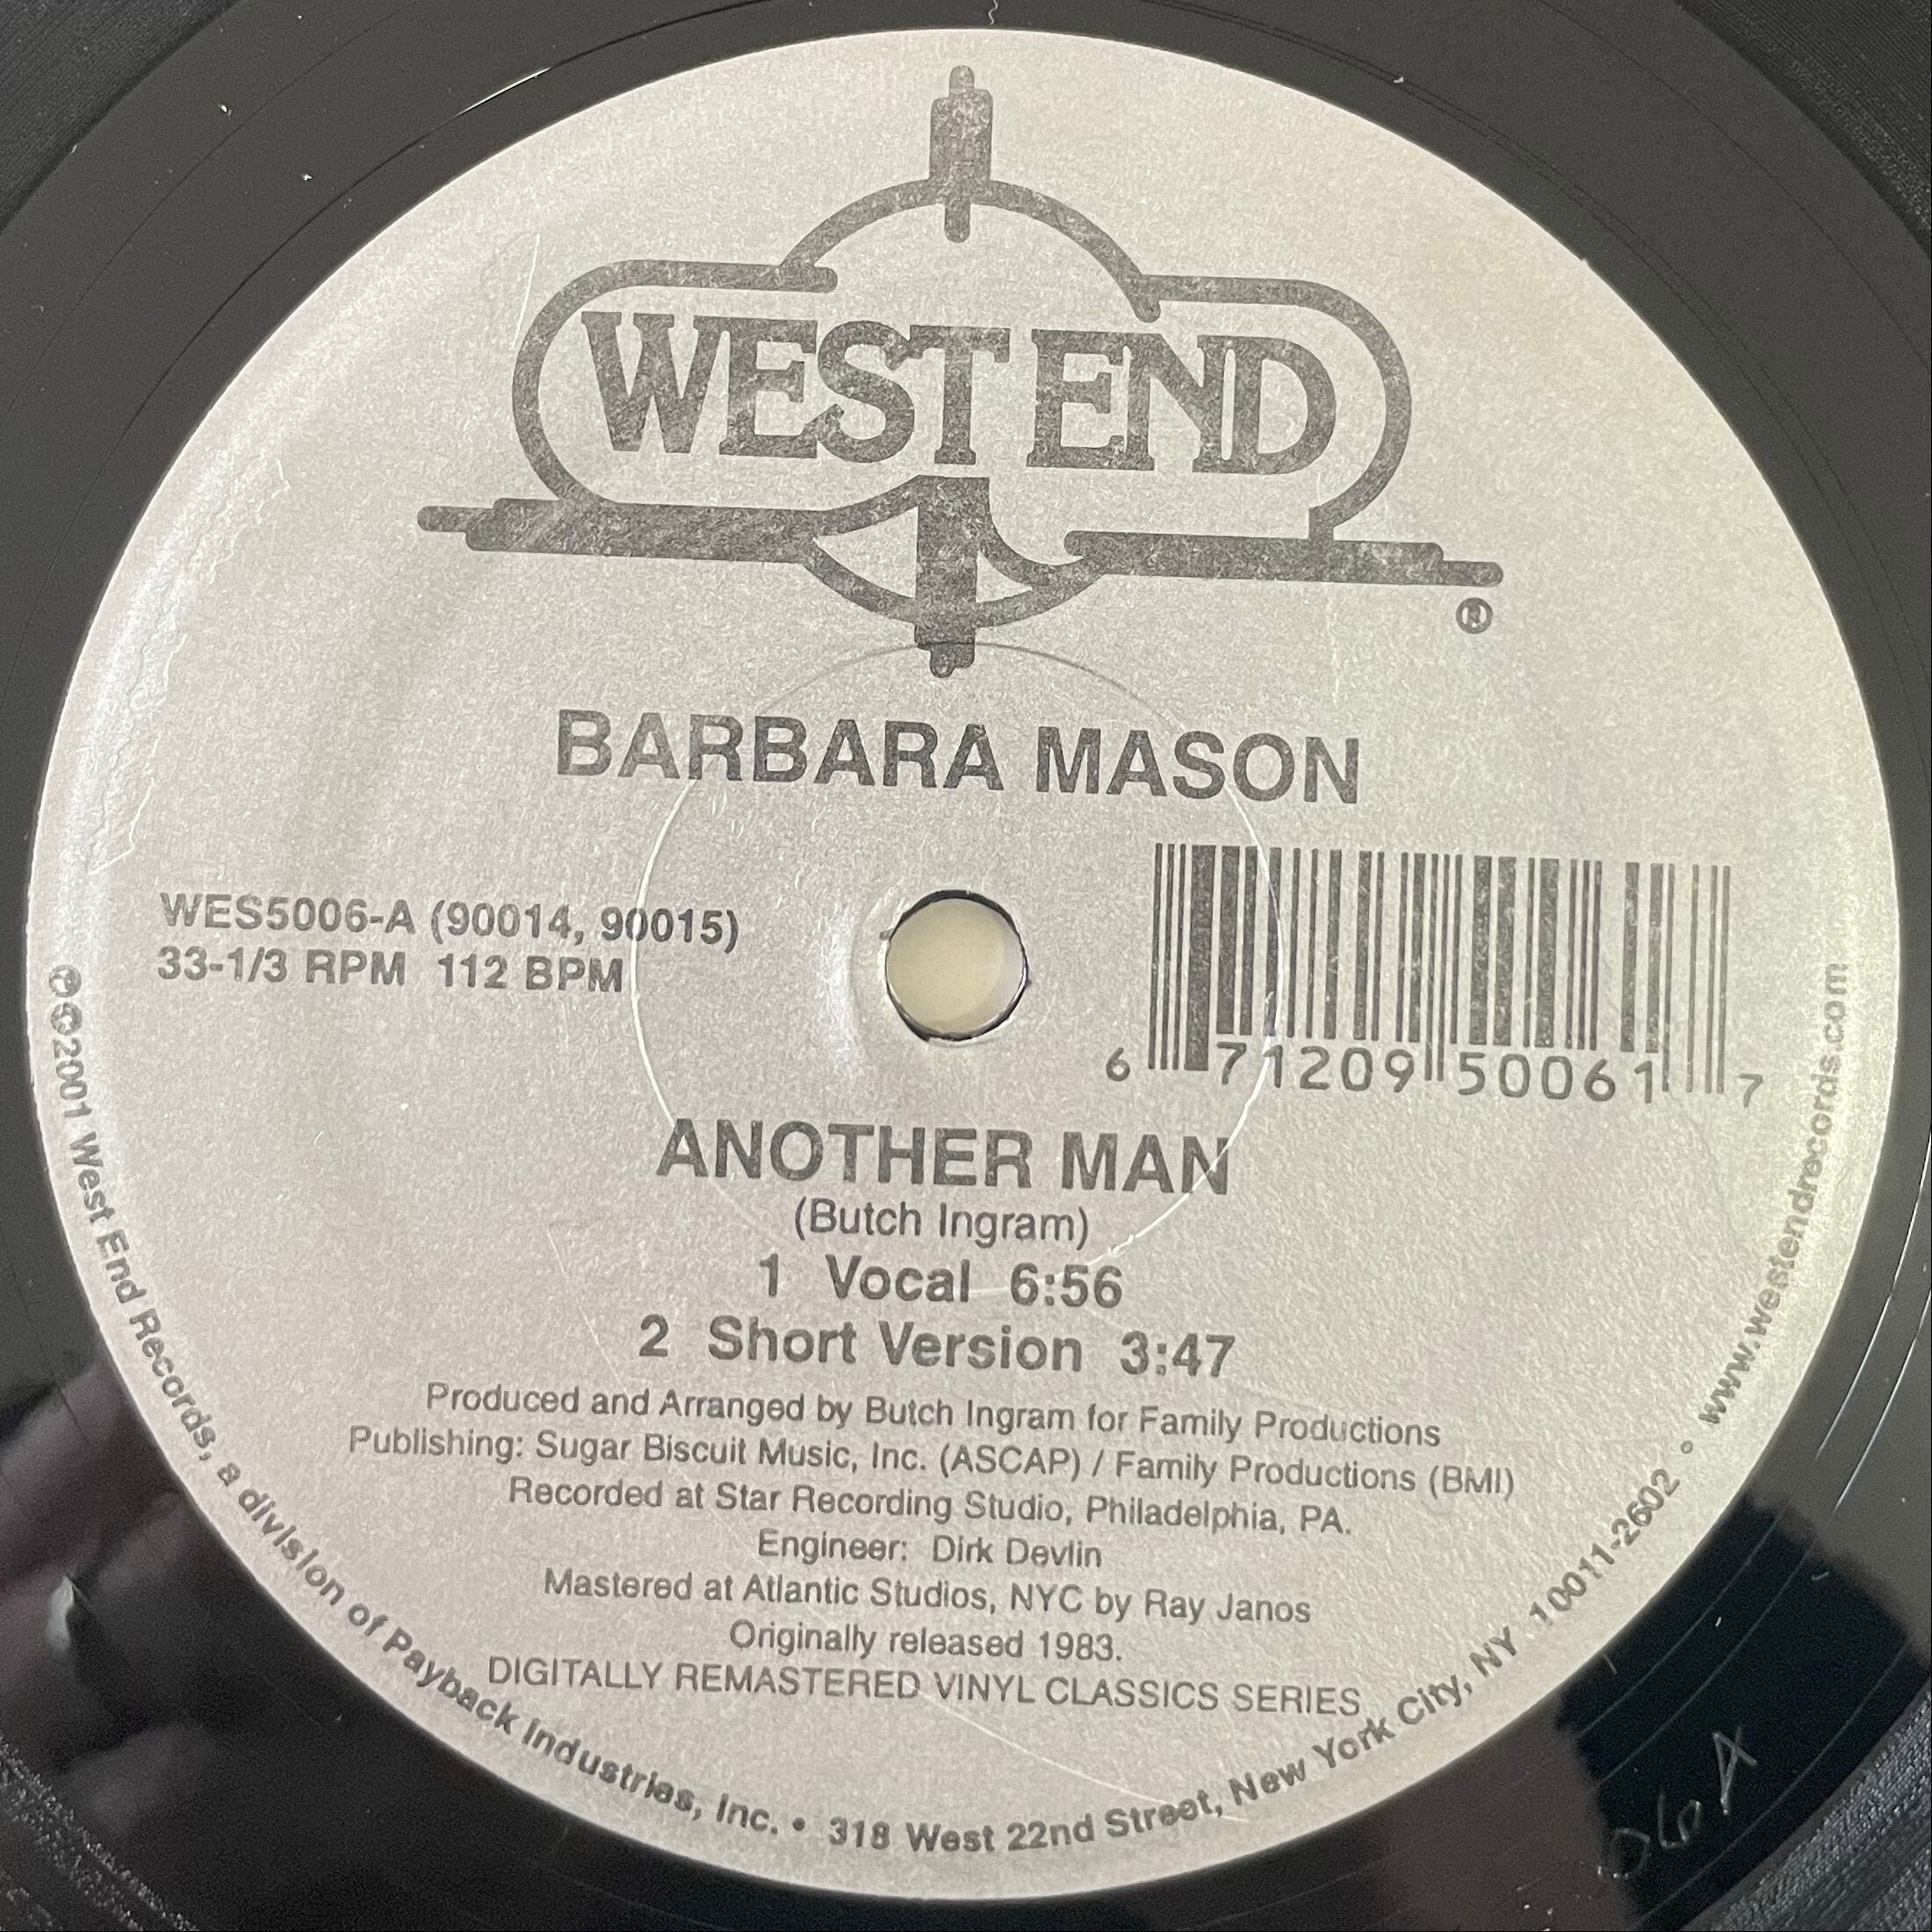 WEST END
®
BARBARA MASON
WES5006-A (90014, 90015)
33-1/3 RPM 112 BPM
6 71209 50061 7
ANOTHER MAN
(Butch Ingram)
1 Vocal 6:56
2 Short Version 3:47
Produced and Arranged by Butch Ingram for Family Productions
Publishing: Sugar Biscuit Music, Inc. (ASCAP) / Family Productions (BMI)
Recorded at Star Recording Studio, Philadelphia, PA.
Engineer: Dirk Devlin
Mastered at Atlantic Studios, NYC by Ray Janos
Originally released 1983.
DIGITALLY REMASTERED VINYL CLASSICS SERIES
℗©2001 West End Records, a division of Payback Industries, Inc. • 318 West 22nd Street, New York City, NY 10011-2602 ° www.westendrecords.com
06A